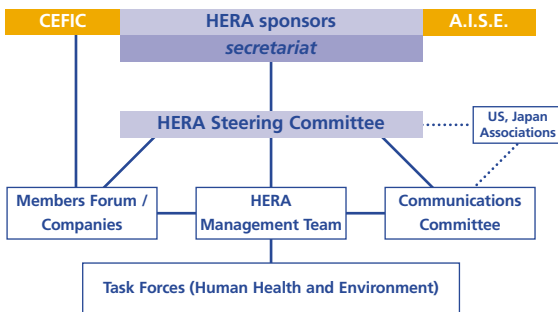 CEFIC
HERA sponsors
A.I.S.E.
secretariat
HERA Steering Committee
US, Japan
Associations
Members Forum /
Companies
HERA
Management Team
Communications
Committee
Task Forces (Human Health and Environment)